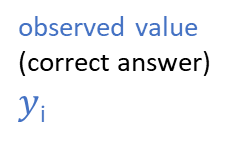 observed value
(correct answer)
yᵢ